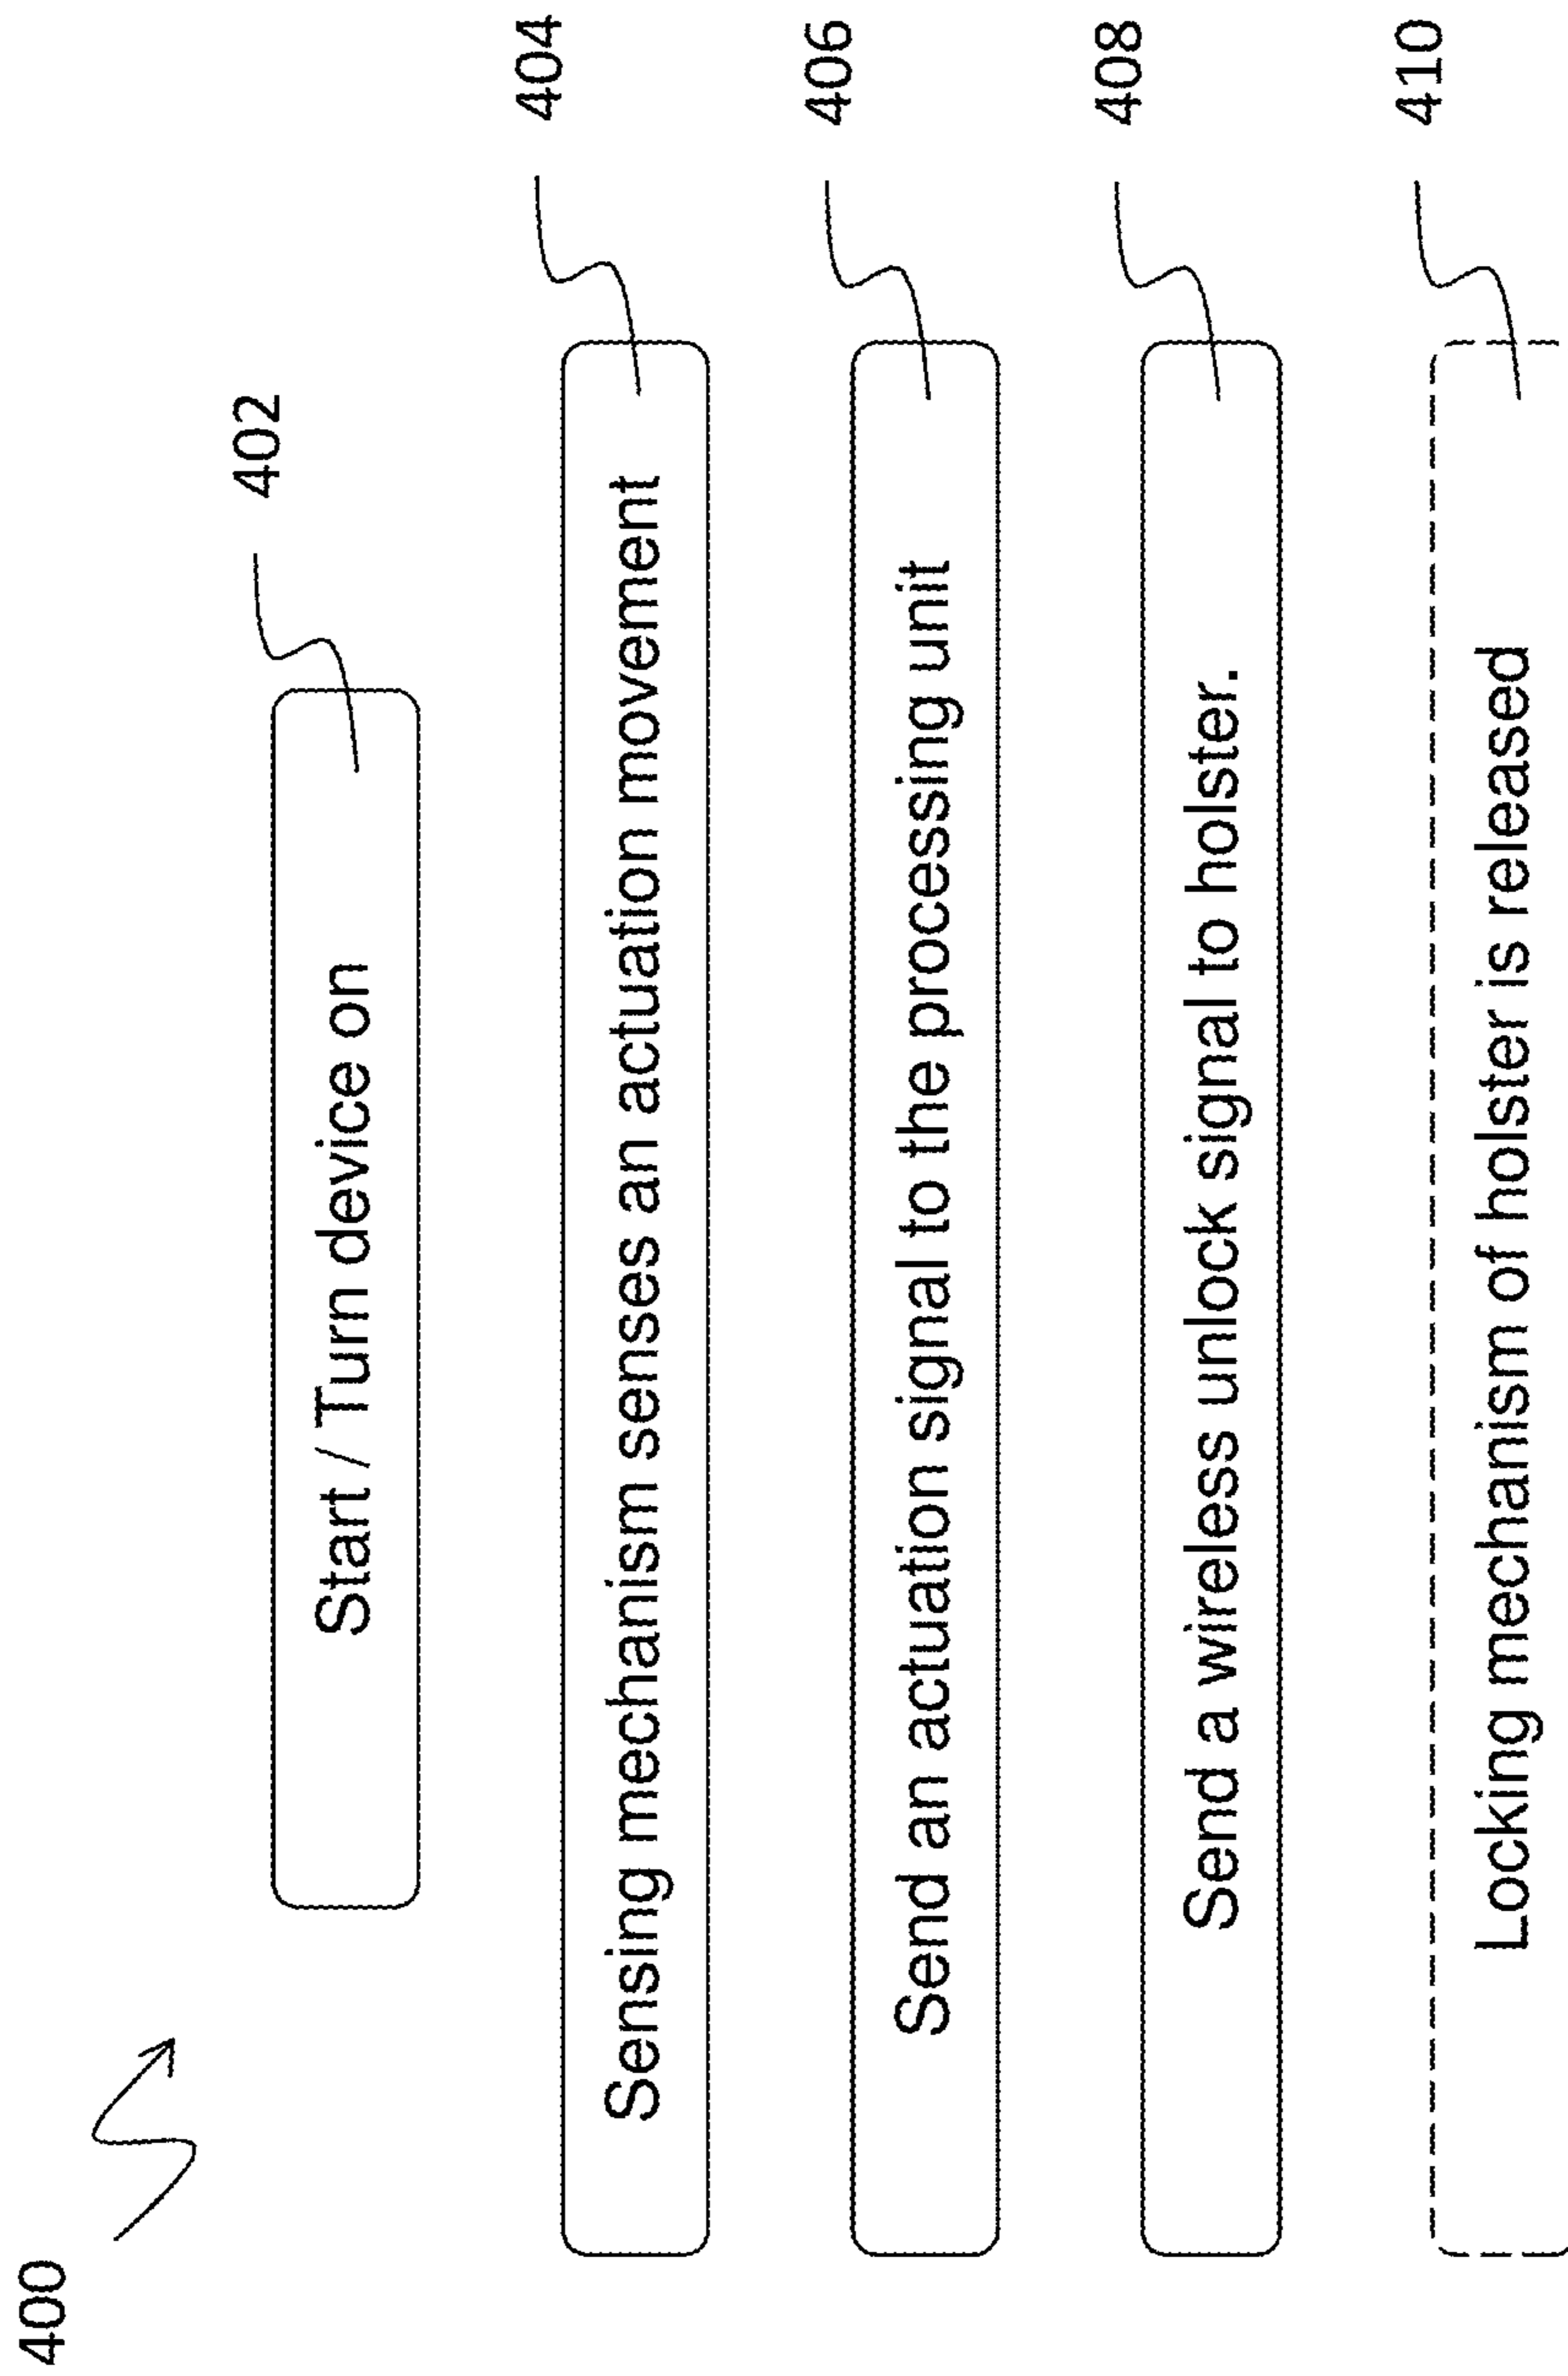 400
402
Start / Turn device on
404
Sensing mechanism senses an actuation movement
406
Send an actuation signal to the processing unit
408
Send a wireless unlock signal to holster.
410
Locking mechanism of holster is released